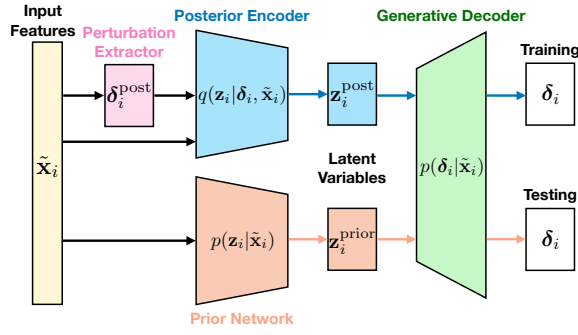 Input
Features
Perturbation
Extractor
Posterior Encoder
Generative Decoder
Training
δ_i^post
q(z_i|δ_i, x̃_i)
z_i^post
δ_i
x̃_i
Latent
Variables
p(δ_i|x̃_i)
Testing
p(z_i|x̃_i)
z_i^prior
δ_i
Prior Network